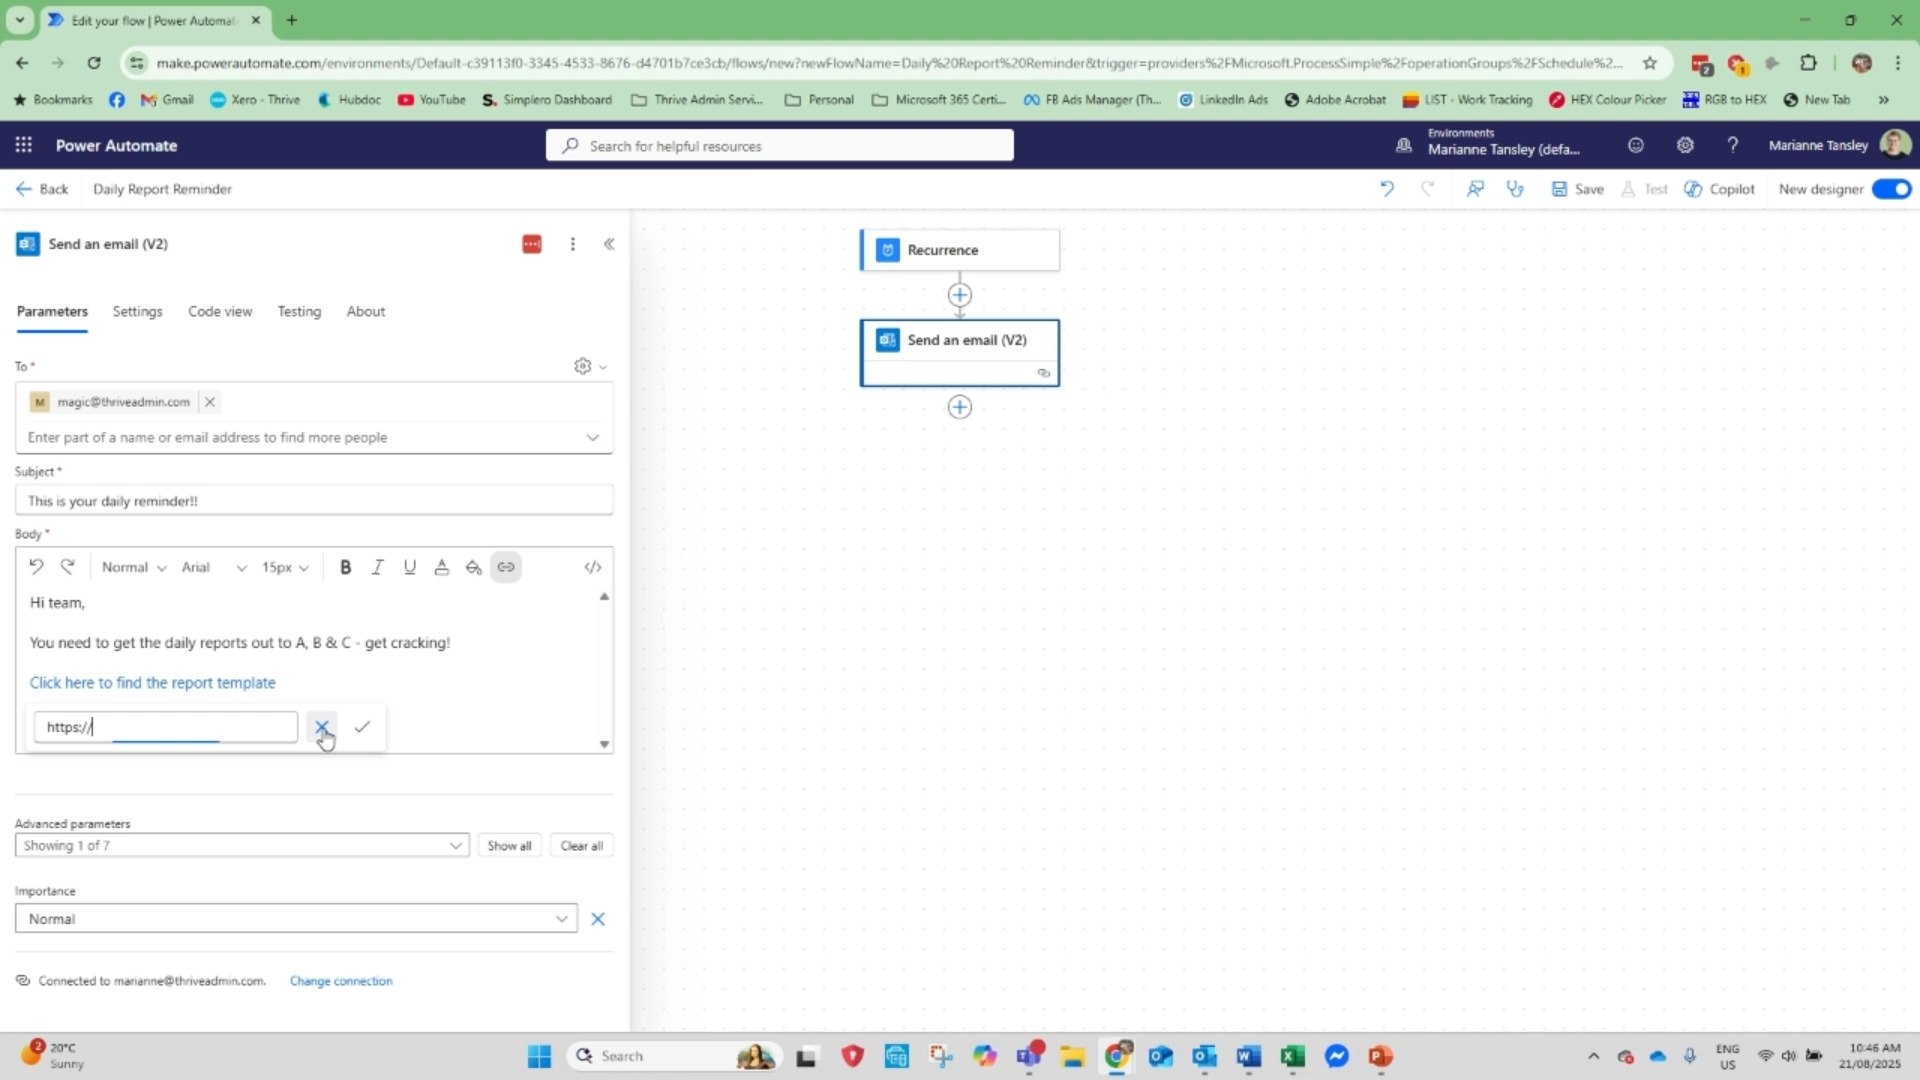 Edit your flow | Power Automat
make.powerautomate.com/environments/Default-c39113f0-3345-4533-8676-d4701b7ce3cb/flows/new?newFlowName=Daily%20Report%20Reminder&trigger=providers%2FMicrosoft.ProcessSimple%2FoperationGroups%2FSchedule%2...
2
1
Bookmarks Gmail Xero - Thrive Hubdoc YouTube Simplero Dashboard Thrive Admin Servi... Personal Microsoft 365 Certi... FB Ads Manager (Th... LinkedIn Ads Adobe Acrobat LIST - Work Tracking HEX Colour Picker RGB to HEX New Tab »
Power Automate
Search for helpful resources
Environments
Marianne Tansley (defa...
Marianne Tansley
Back
Daily Report Reminder
Save
Test
Copilot
New designer
Send an email (V2)
Parameters Settings Code view Testing About
To *
M magic@thriveadmin.com
Enter part of a name or email address to find more people
Subject *
This is your daily reminder!!
Body *
Normal Arial 15px B I U A </>
Hi team,
You need to get the daily reports out to A, B & C - get cracking!
Click here to find the report template
https://
Advanced parameters
Showing 1 of 7
Show all
Clear all
Importance
Normal
Connected to marianne@thriveadmin.com. Change connection
Recurrence
Send an email (V2)
2
20°C
Sunny
Search
ENG
US
10:46 AM
21/08/2025